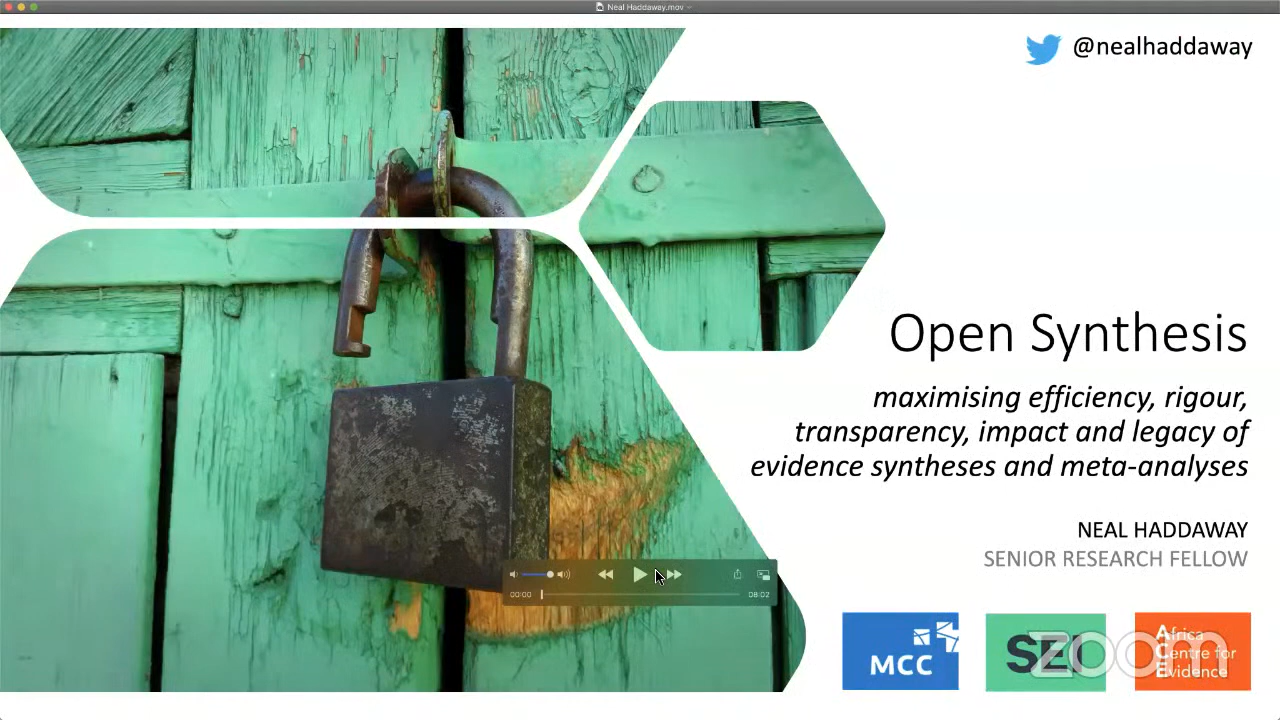 Neal Haddaway.mov
@nealhaddaway
Open Synthesis
maximising efficiency, rigour,
transparency, impact and legacy of
evidence syntheses and meta-analyses
NEAL HADDAWAY
SENIOR RESEARCH FELLOW
00:00
08:02
MCC
SEI
zoom
Africa
Centre for
Evidence